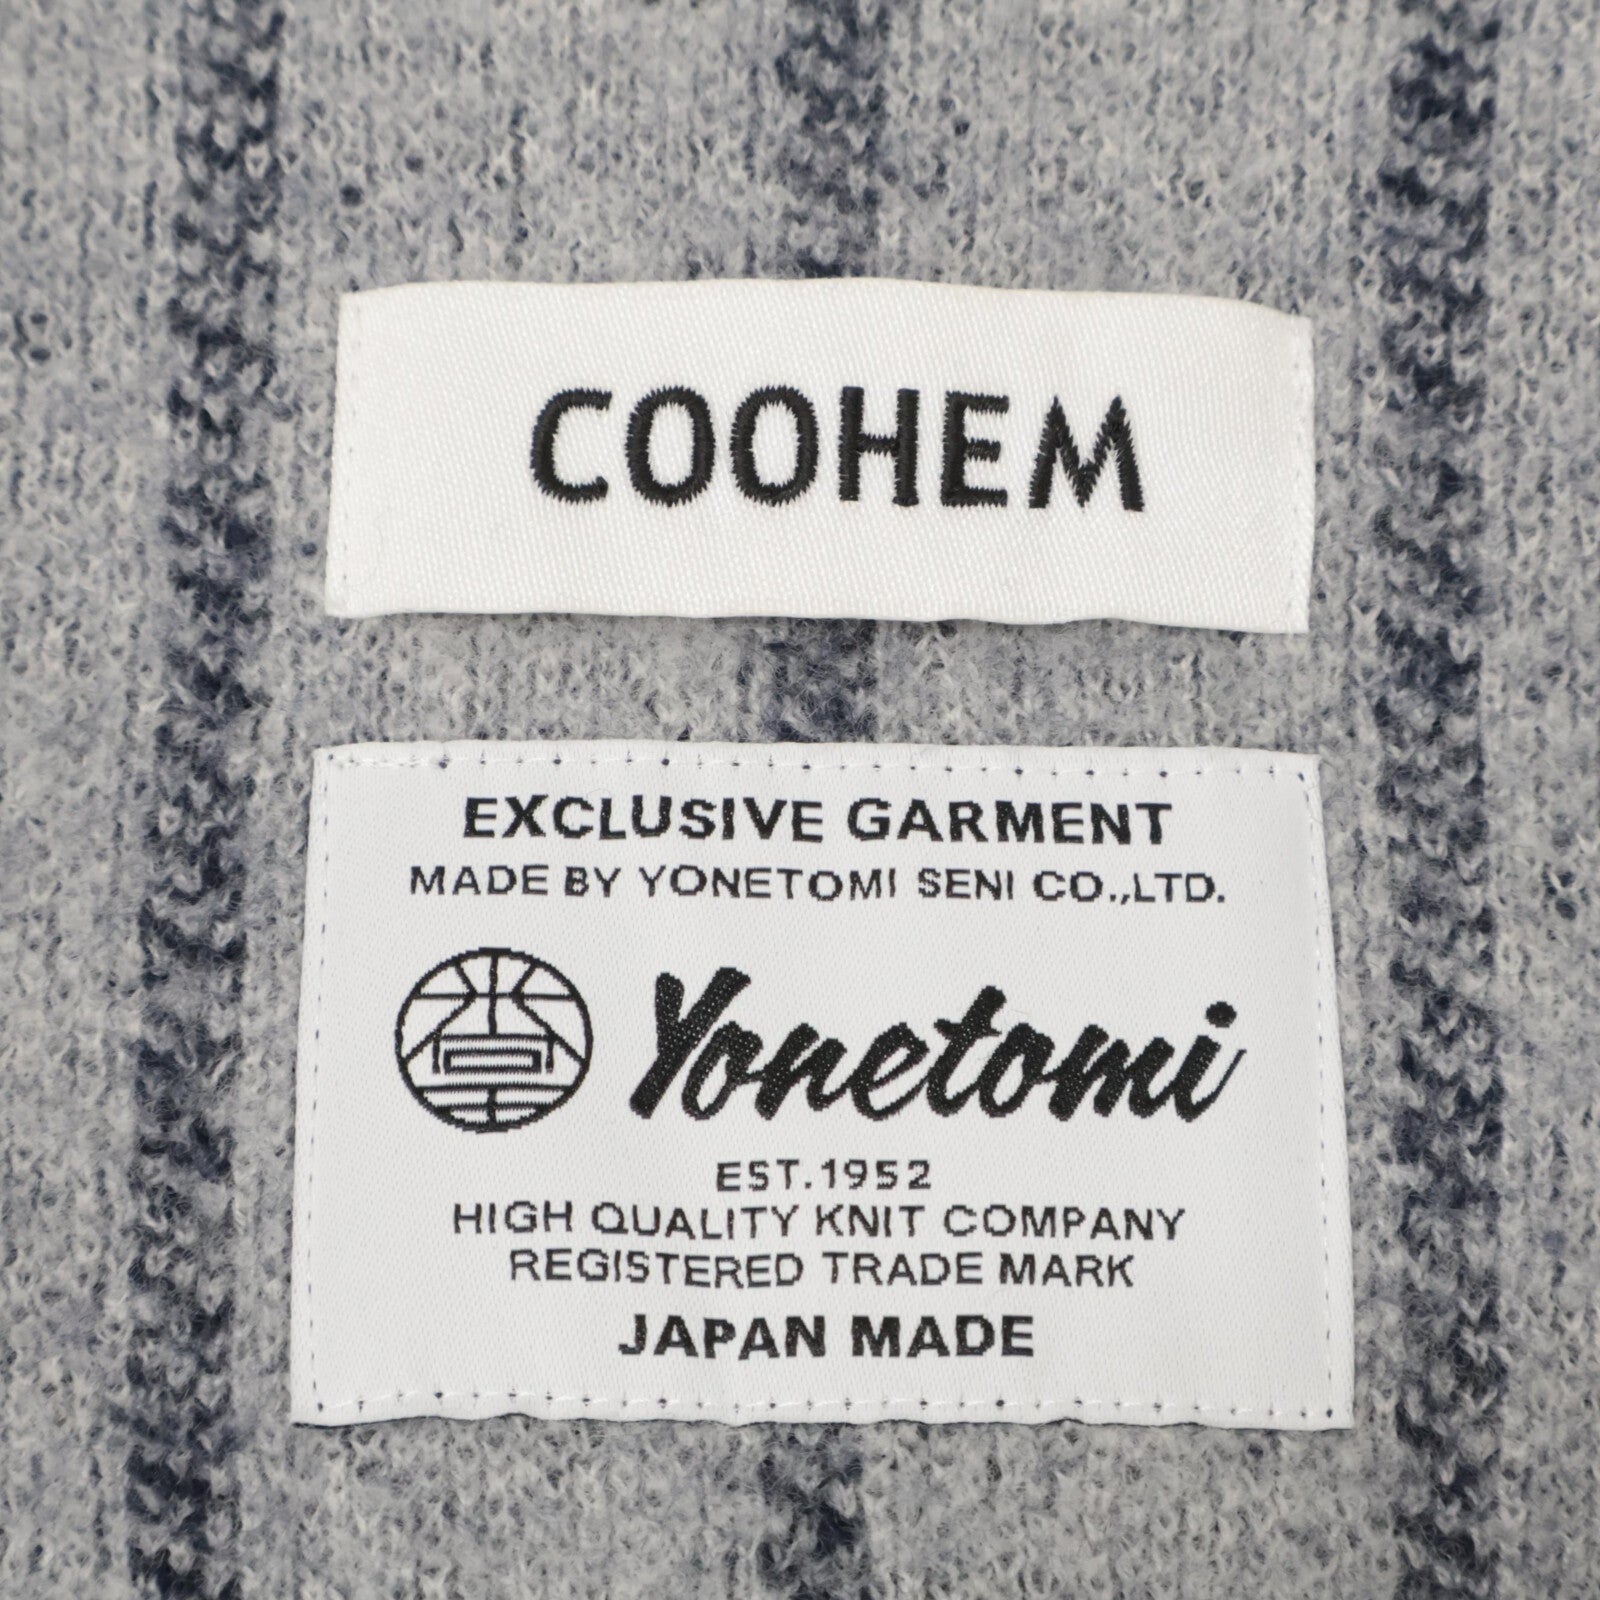 COOHEM
EXCLUSIVE GARMENT
MADE BY YONETOMI SENI CO.,LTD.
Yonetomi
EST.1952
HIGH QUALITY KNIT COMPANY
REGISTERED TRADE MARK
JAPAN MADE